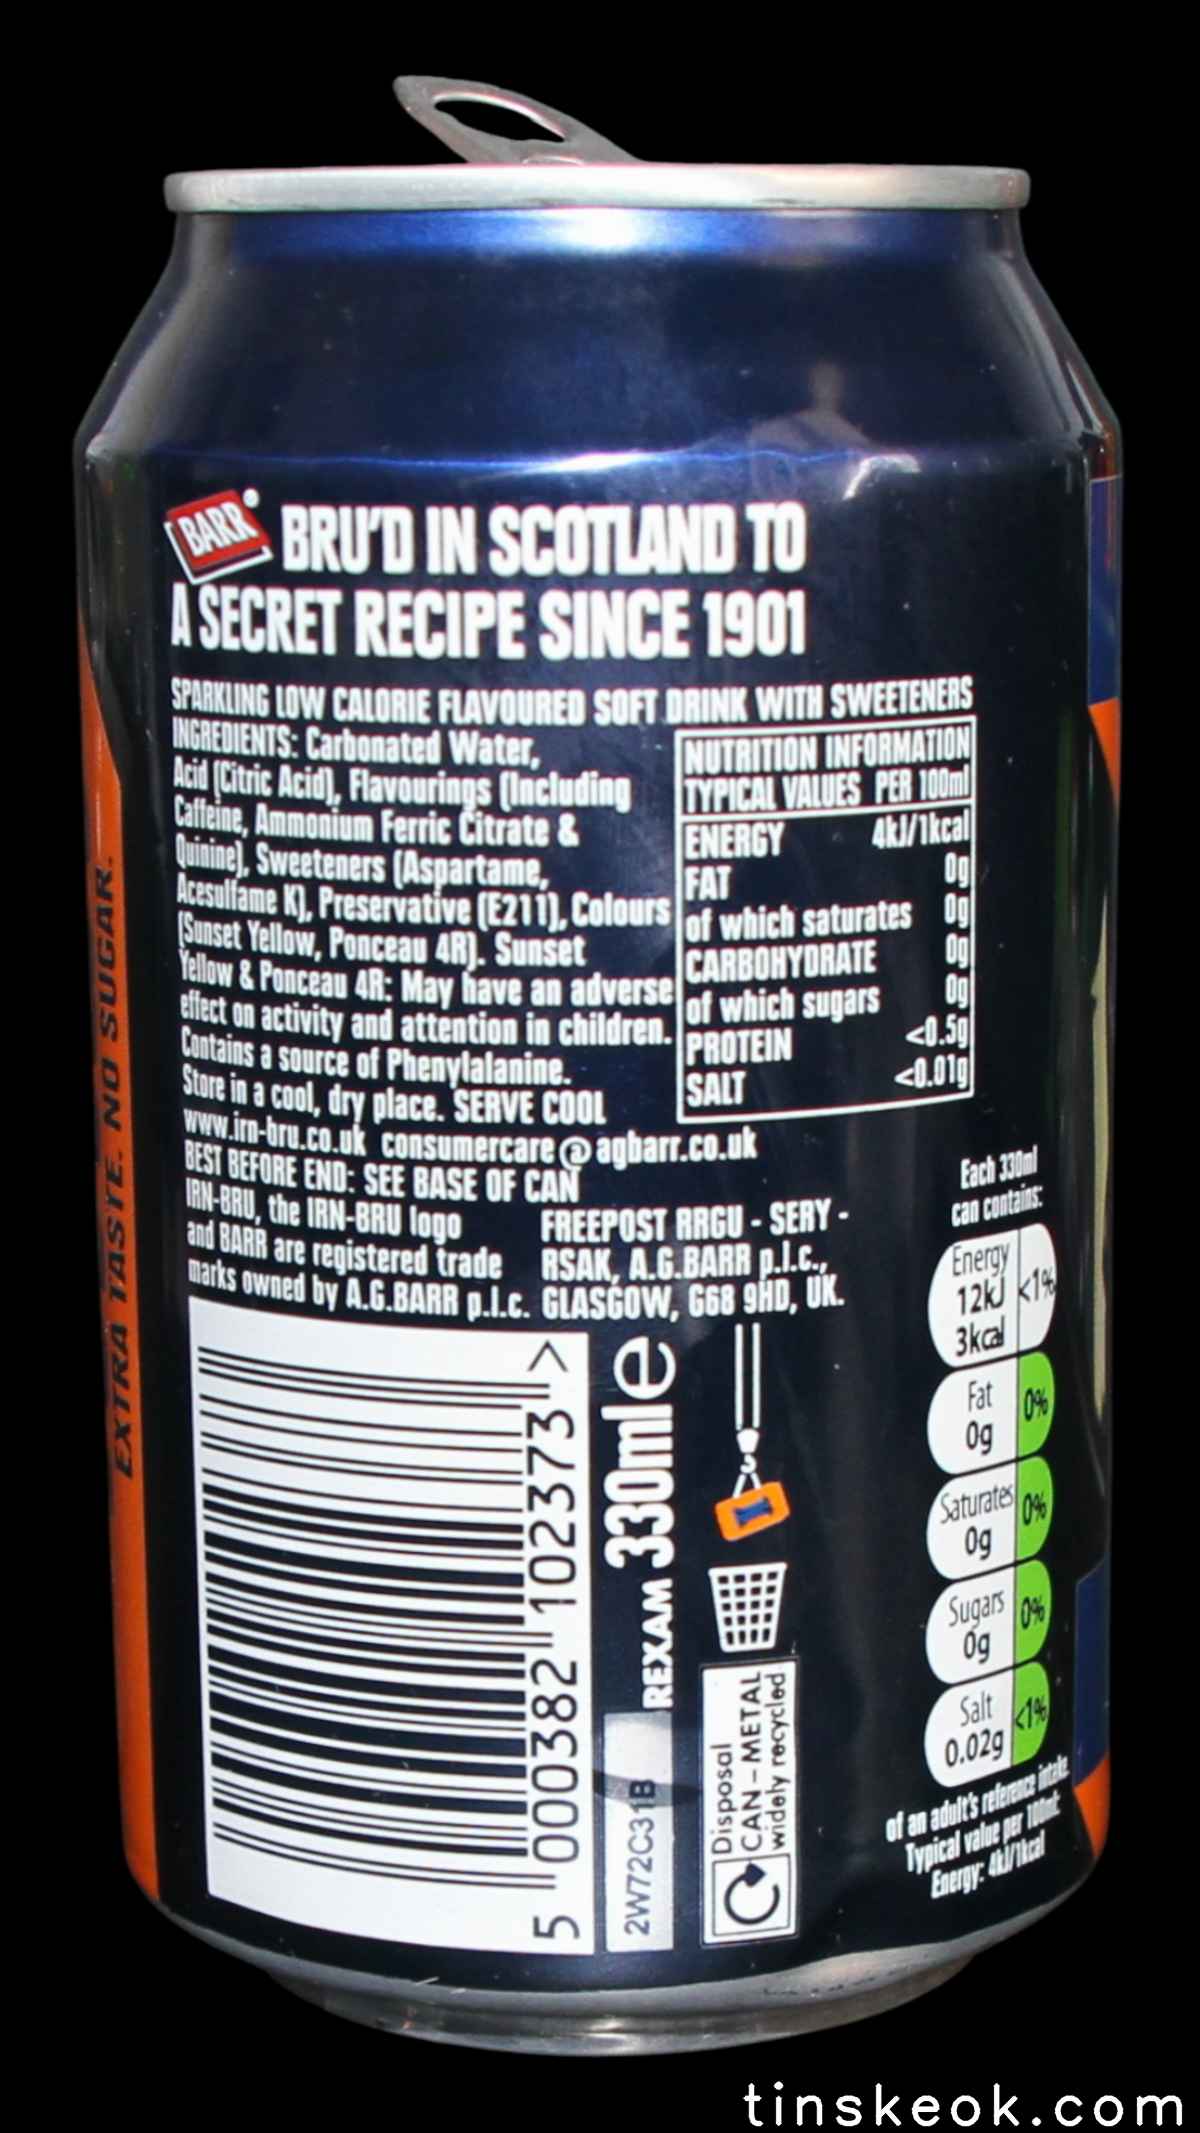 BARR®
BRU'D IN SCOTLAND TO
A SECRET RECIPE SINCE 1901
SPARKLING LOW CALORIE FLAVOURED SOFT DRINK WITH SWEETENERS
INGREDIENTS: Carbonated Water,
Acid (Citric Acid), Flavourings (Including
Caffeine, Ammonium Ferric Citrate &
Quinine), Sweeteners (Aspartame,
Acesulfame K), Preservative (E211), Colours
(Sunset Yellow, Ponceau 4R). Sunset
Yellow & Ponceau 4R: May have an adverse
effect on activity and attention in children.
Contains a source of Phenylalanine.
Store in a cool, dry place. SERVE COOL
www.irn-bru.co.uk consumercare@agbarr.co.uk
BEST BEFORE END: SEE BASE OF CAN
IRN-BRU, the IRN-BRU logo
and BARR are registered trade
marks owned by A.G.BARR p.l.c.
FREEPOST RRGU - SERY -
RSAK, A.G.BARR p.l.c.,
GLASGOW, G68 9HD, UK.
NUTRITION INFORMATION
TYPICAL VALUES PER 100ml
ENERGY 4kJ/1kcal
FAT 0g
of which saturates 0g
CARBOHYDRATE 0g
of which sugars 0g
PROTEIN <0.5g
SALT <0.01g
Each 330ml
can contains:
Energy
12kJ
3kcal
<1%
Fat
0g
0%
Saturates
0g
0%
Sugars
0g
0%
Salt
0.02g
<1%
of an adult's reference intake.
Typical value per 100ml:
Energy: 4kJ/1kcal
EXTRA TASTE. NO SUGAR.
5 000382 102373 >
330ml e
REXAM
2W72C31B
Disposal
CAN-METAL
widely recycled
tinskeok.com